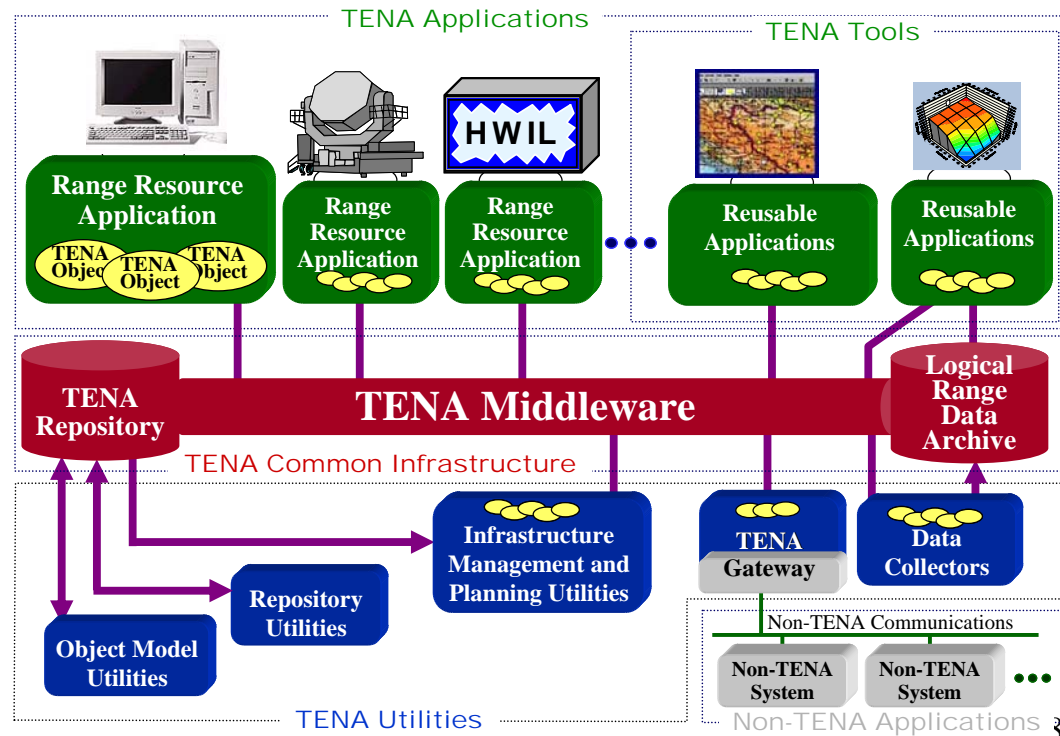 TENA Applications
TENA Tools
HWIL
Range Resource
Application
TENA
Object
TENA
Object
TENA
Object
Range
Resource
Application
Range
Resource
Application
Reusable
Applications
Reusable
Applications
TENA
Repository
TENA Middleware
Logical
Range
Data
Archive
TENA Common Infrastructure
Infrastructure
Management and
Planning Utilities
TENA
Gateway
Data
Collectors
Repository
Utilities
Object Model
Utilities
Non-TENA Communications
Non-TENA
System
Non-TENA
System
TENA Utilities
Non-TENA Applications